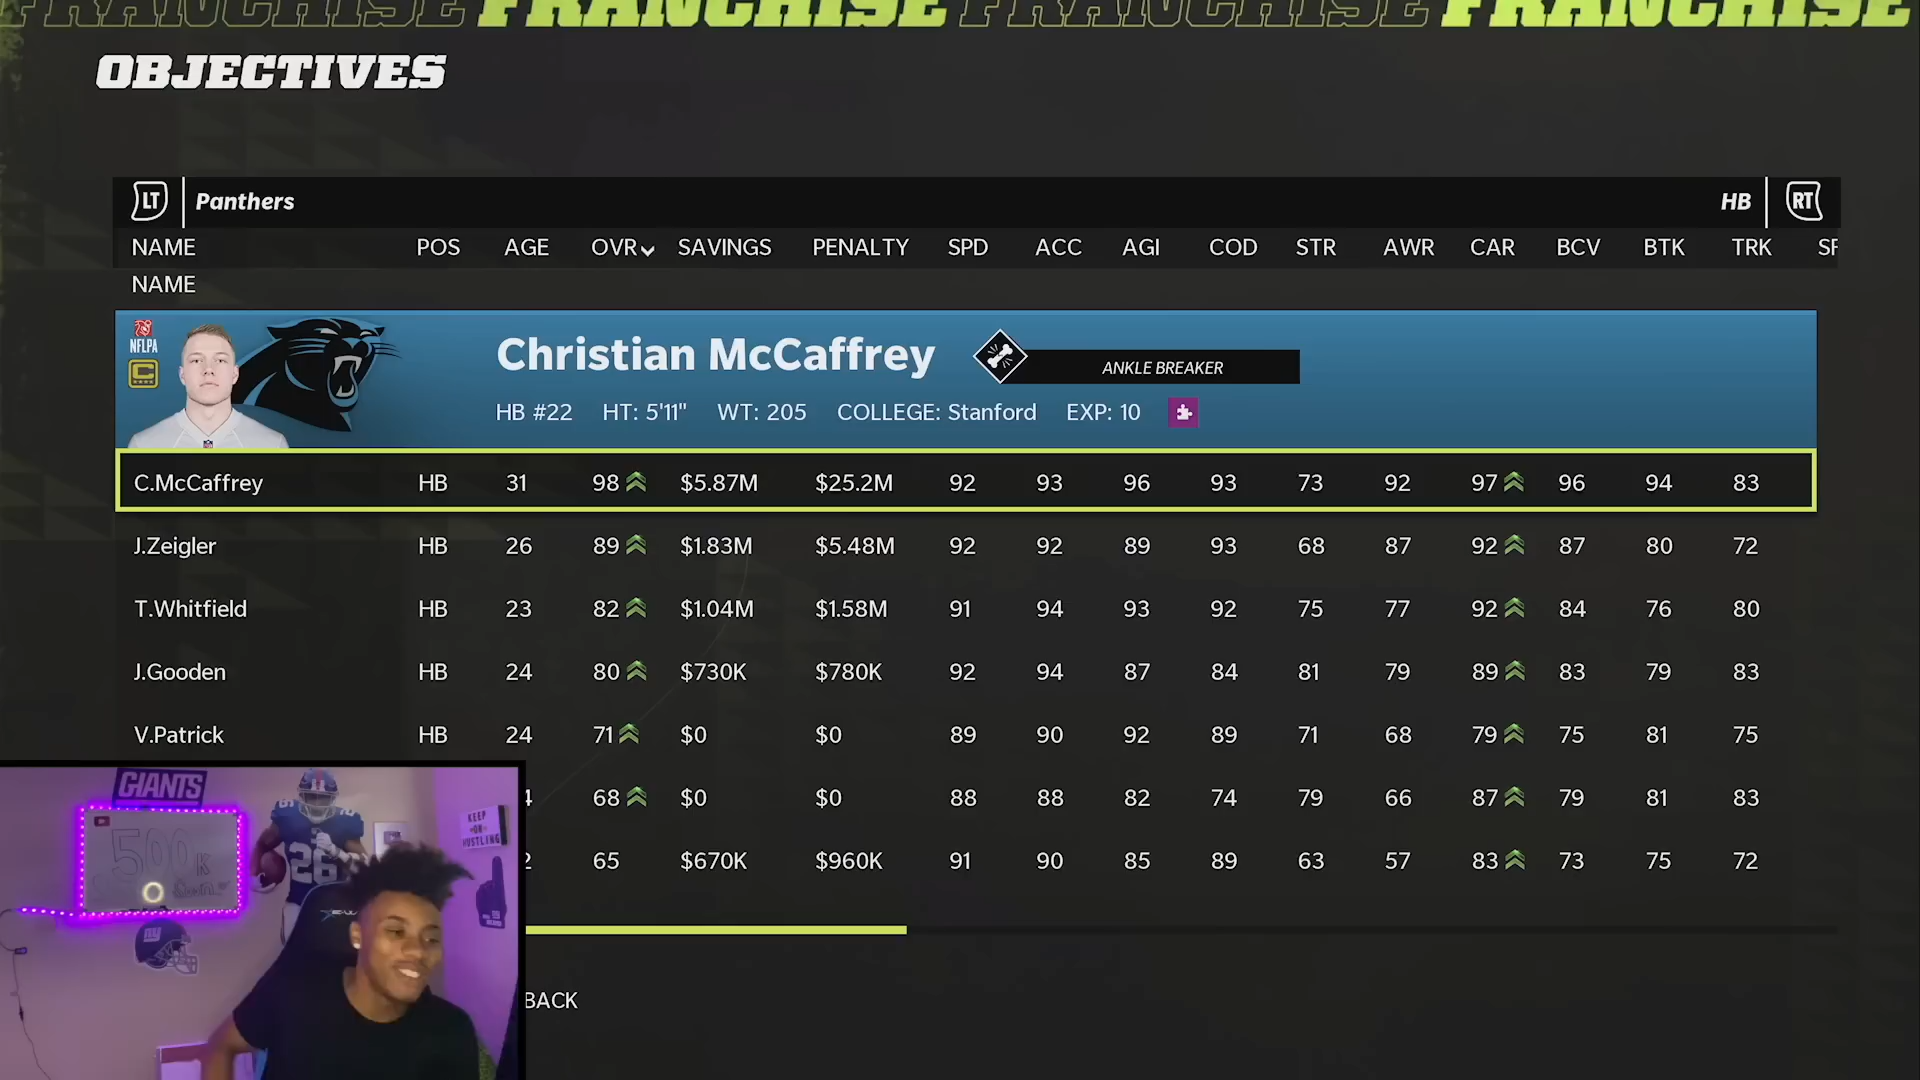 FRANCHISE FRANCHISE FRANCHISE FRANCHISE
OBJECTIVES
LT Panthers HB RT
NAME POS AGE OVR SAVINGS PENALTY SPD ACC AGI COD STR AWR CAR BCV BTK TRK
NAME
NFLPA
C
Christian McCaffrey
ANKLE BREAKER
HB #22 HT: 5'11" WT: 205 COLLEGE: Stanford EXP: 10
C.McCaffrey HB 31 98 $5.87M $25.2M 92 93 96 93 73 92 97 96 94 83
J.Zeigler HB 26 89 $1.83M $5.48M 92 92 89 93 68 87 92 87 80 72
T.Whitfield HB 23 82 $1.04M $1.58M 91 94 93 92 75 77 92 84 76 80
J.Gooden HB 24 80 $730K $780K 92 94 87 84 81 79 89 83 79 83
V.Patrick HB 24 71 $0 $0 89 90 92 89 71 68 79 75 81 75
68 $0 $0 88 88 82 74 79 66 87 79 81 83
65 $670K $960K 91 90 85 89 63 57 83 73 75 72
GIANTS
500K
26
KEEP
ON
HUSTLING
NY
BACK